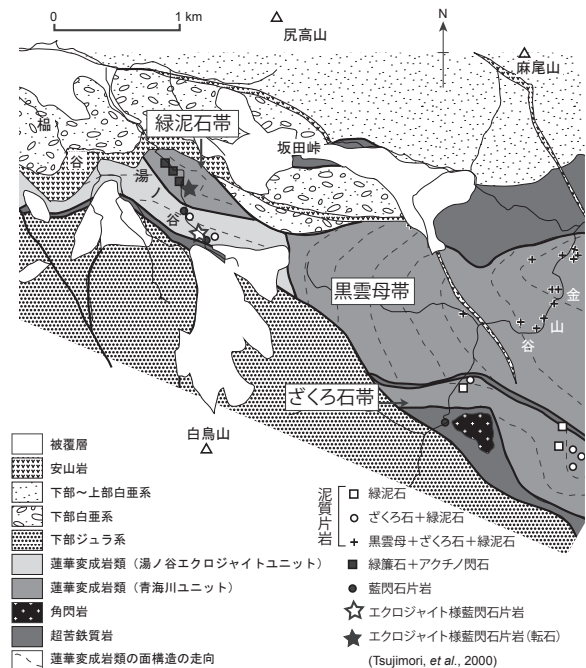 0 1 km
N
尻高山
麻尾山
榀
谷
緑泥石帯
坂田峠
湯
谷
黒雲母帯
金
山
谷
ざくろ石帯
白鳥山
被覆層
安山岩
下部～上部白亜系
下部白亜系
下部ジュラ系
蓮華変成岩類（湯ノ谷エクロジャイトユニット）
蓮華変成岩類（青海川ユニット）
角閃岩
超苦鉄質岩
蓮華変成岩類の面構造の走向
泥質片岩
緑泥石
ざくろ石＋緑泥石
黒雲母＋ざくろ石＋緑泥石
緑簾石＋アクチノ閃石
藍閃石片岩
エクロジャイト様藍閃石片岩
エクロジャイト様藍閃石片岩（転石）
(Tsujimori, et al., 2000)